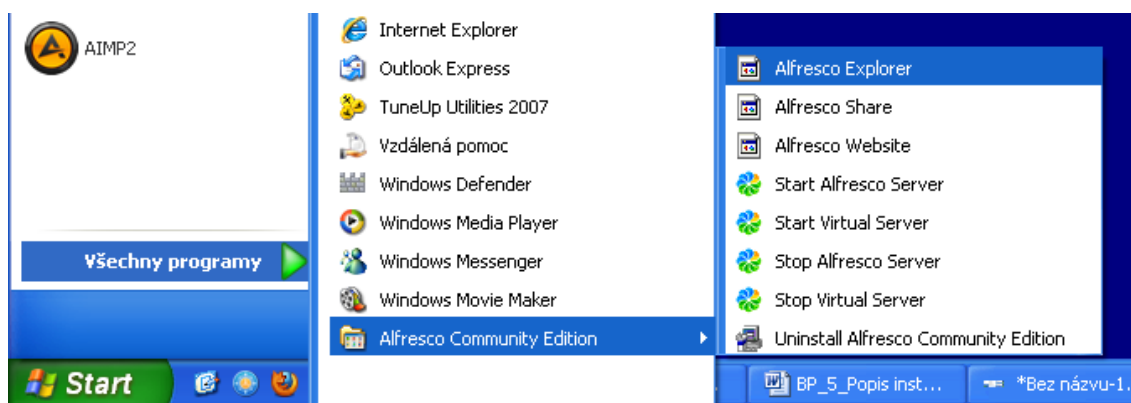 AIMP2
Všechny programy
Start
Internet Explorer
Outlook Express
TuneUp Utilities 2007
Vzdálená pomoc
Windows Defender
Windows Media Player
Windows Messenger
Windows Movie Maker
Alfresco Community Edition
Alfresco Explorer
Alfresco Share
Alfresco Website
Start Alfresco Server
Start Virtual Server
Stop Alfresco Server
Stop Virtual Server
Uninstall Alfresco Community Edition
BP_5_Popis inst...
*Bez názvu-1.